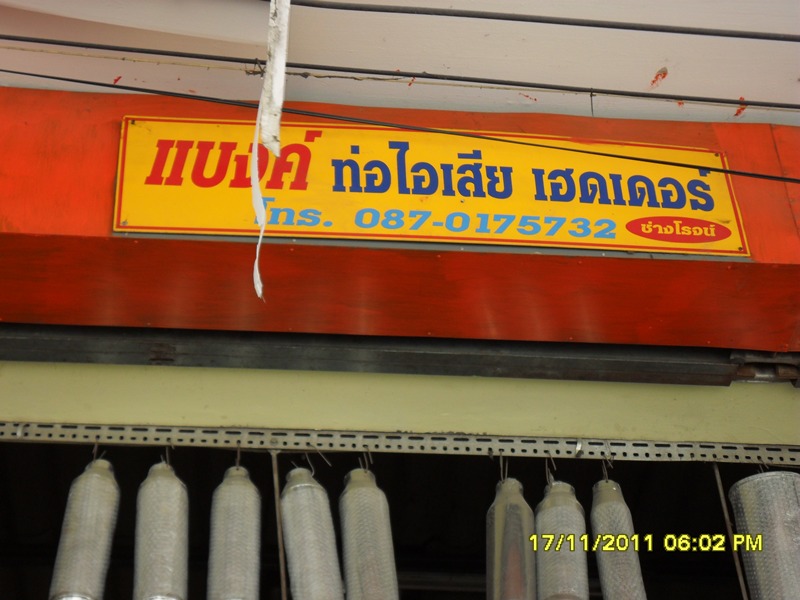 แบงค์ ท่อไอเสีย เฮดเดอร์
โทร. 087-0175732 ช่างโรจน์
17/11/2011 06:02 PM